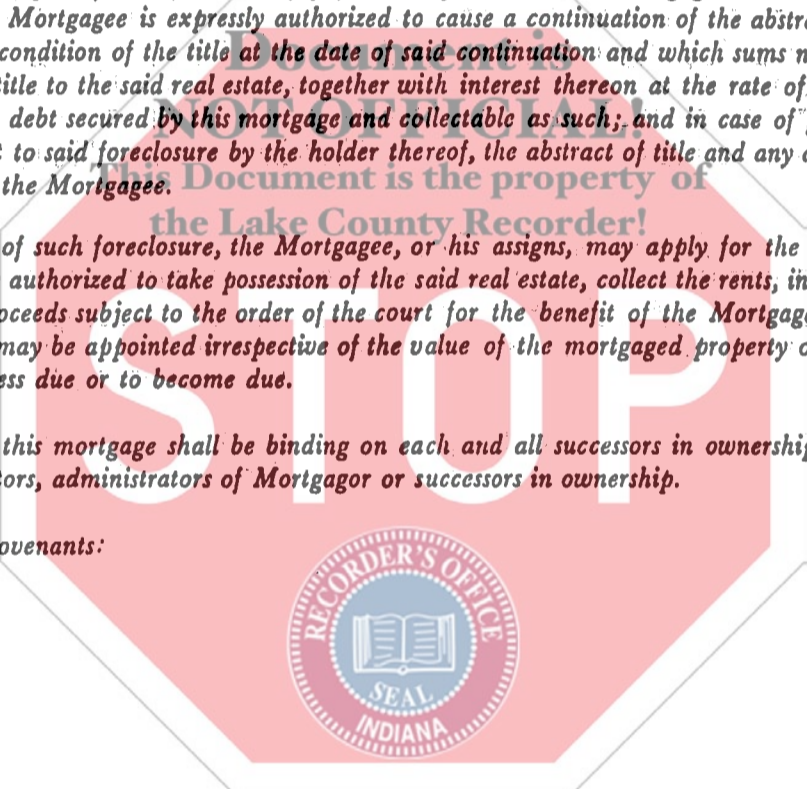 Mortgagee is expressly authorized to cause a continuation of the abstra
condition of the title at the date of said continuation and which sums m
title to the said real estate, together with interest thereon at the rate of
debt secured by this mortgage and collectable as such; and in case of
to said foreclosure by the holder thereof, the abstract of title and any
the Mortgagee.
Document is
NOT OFFICIAL!
This Document is the property of
the Lake County Recorder!
of such foreclosure, the Mortgagee, or his assigns, may apply for the
authorized to take possession of the said real estate, collect the rents, in
oceeds subject to the order of the court for the benefit of the Mortgage
may be appointed irrespective of the value of the mortgaged property o
ess due or to become due.
STOP
this mortgage shall be binding on each and all successors in ownership
tors, administrators of Mortgagor or successors in ownership.
ovenants:
RECORDER'S OFFICE
SEAL
INDIANA